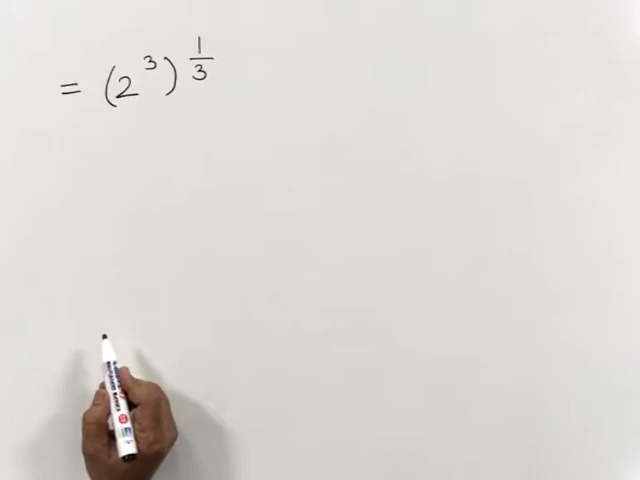 = (2³)^(1/3)